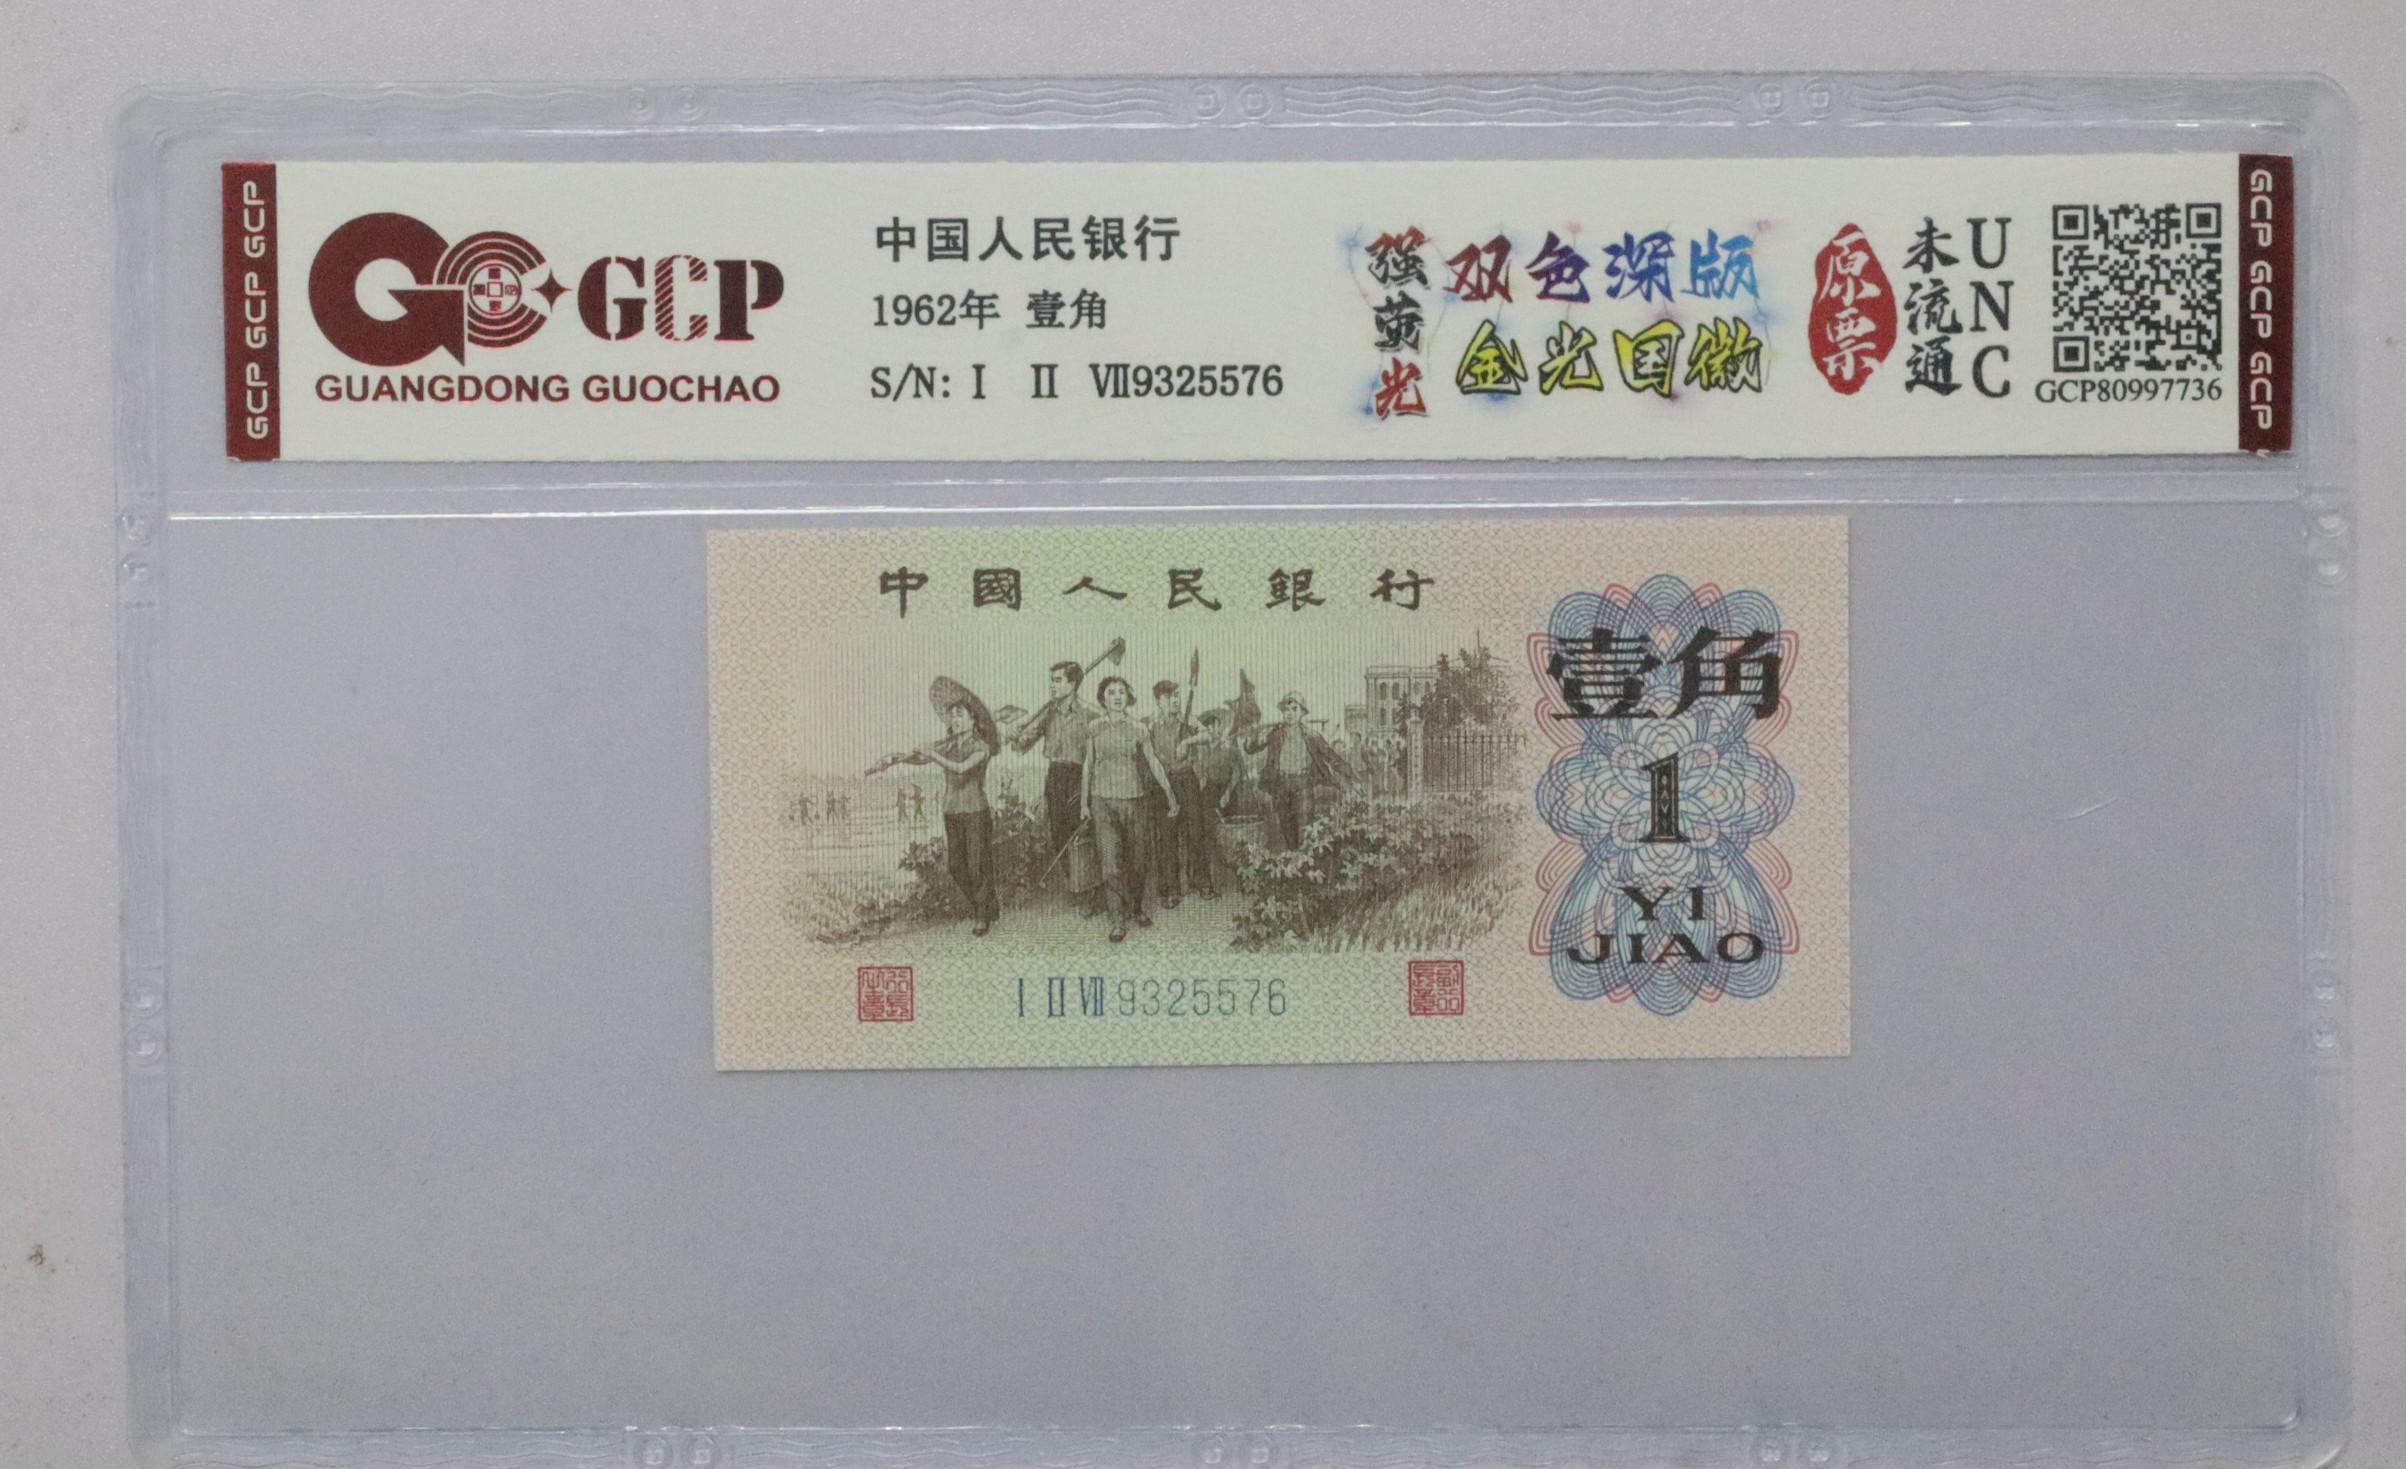 GCP GCP GCP
GCP
GUANGDONG GUOCHAO
中国人民银行
1962年 壹角
S/N: I II VII9325576
强荧光
双色深版
金光国徽
原票
未流通
UNC
GCP80997736
GCP GCP GCP
中國人民銀行
壹角
1
YI
JIAO
I II VII 9325576